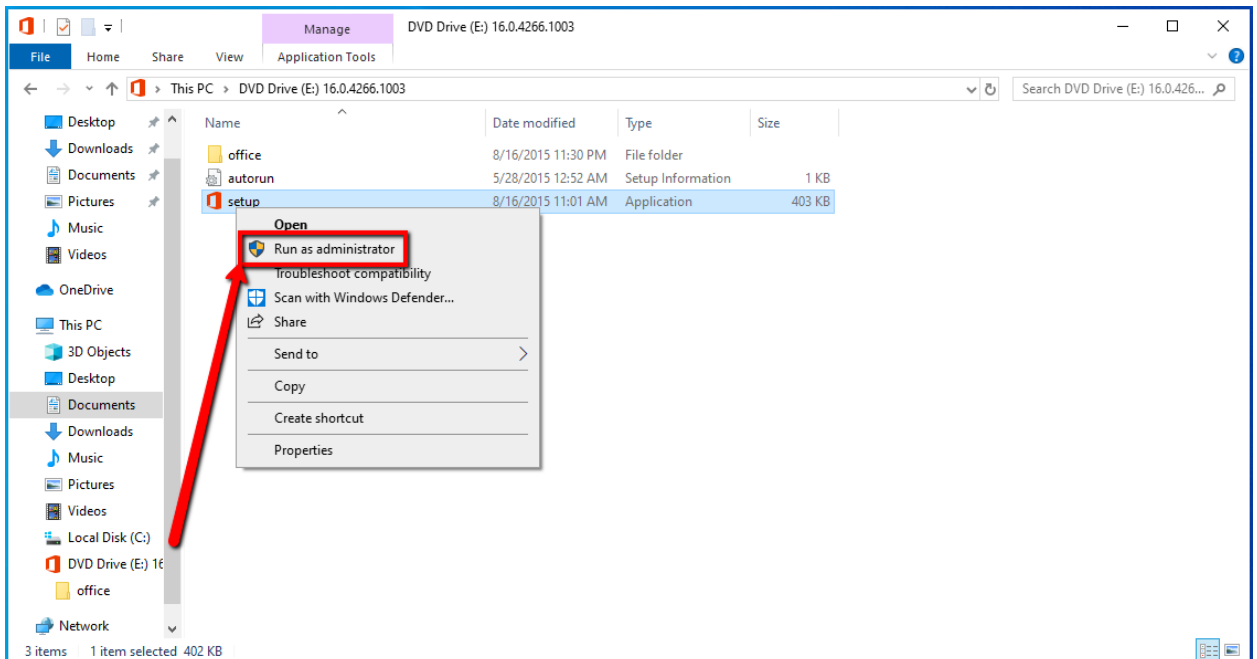 Manage
DVD Drive (E:) 16.0.4266.1003
File Home Share View Application Tools
This PC > DVD Drive (E:) 16.0.4266.1003
Search DVD Drive (E:) 16.0.426...
Name Date modified Type Size
Desktop
Downloads
Documents
Pictures
Music
Videos
OneDrive
This PC
3D Objects
Desktop
Documents
Downloads
Music
Pictures
Videos
Local Disk (C:)
DVD Drive (E:) 16
office
Network
office 8/16/2015 11:30 PM File folder
autorun 5/28/2015 12:52 AM Setup Information 1 KB
setup 8/16/2015 11:01 AM Application 403 KB
Open
Run as administrator
Troubleshoot compatibility
Scan with Windows Defender...
Share
Send to
Copy
Create shortcut
Properties
3 items 1 item selected 402 KB